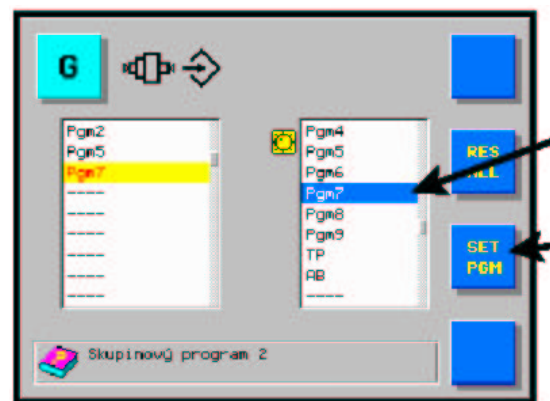 G
Pgm2
Pgm5
Pgm7
----
----
----
----
----
----
Pgm4
Pgm5
Pgm6
Pgm7
Pgm8
Pgm9
TP
AB
----
RES
ALL
SET
PGM
Skupinový program 2